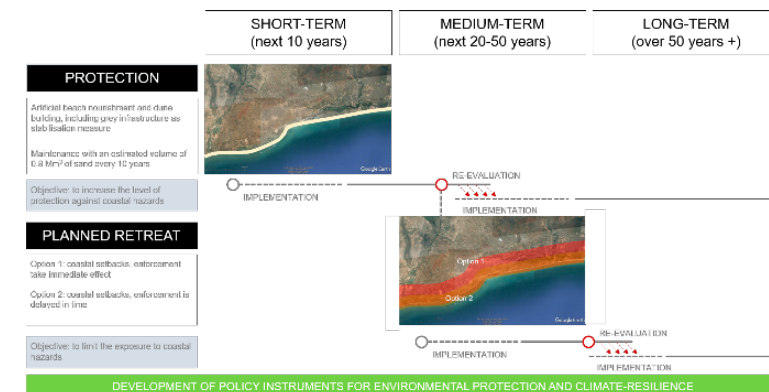 SHORT-TERM
(next 10 years)
MEDIUM-TERM
(next 20-50 years)
LONG-TERM
(over 50 years +)
PROTECTION
Artificial beach nourishment and dune
building, including grey infrastructure as
stabilisation measure
Maintenance with an estimated volume of
0.8 Mm³ of sand every 10 years
Objective: to increase the level of
protection against coastal hazards
Google Earth
IMPLEMENTATION
RE-EVALUATION
IMPLEMENTATION
PLANNED RETREAT
Option 1: coastal setbacks, enforcement
take immediate effect
Option 2: coastal setbacks, enforcement is
delayed in time
Objective: to limit the exposure to coastal
hazards
Option 1
Option 2
Google Earth
IMPLEMENTATION
RE-EVALUATION
IMPLEMENTATION
DEVELOPMENT OF POLICY INSTRUMENTS FOR ENVIRONMENTAL PROTECTION AND CLIMATE-RESILIENCE